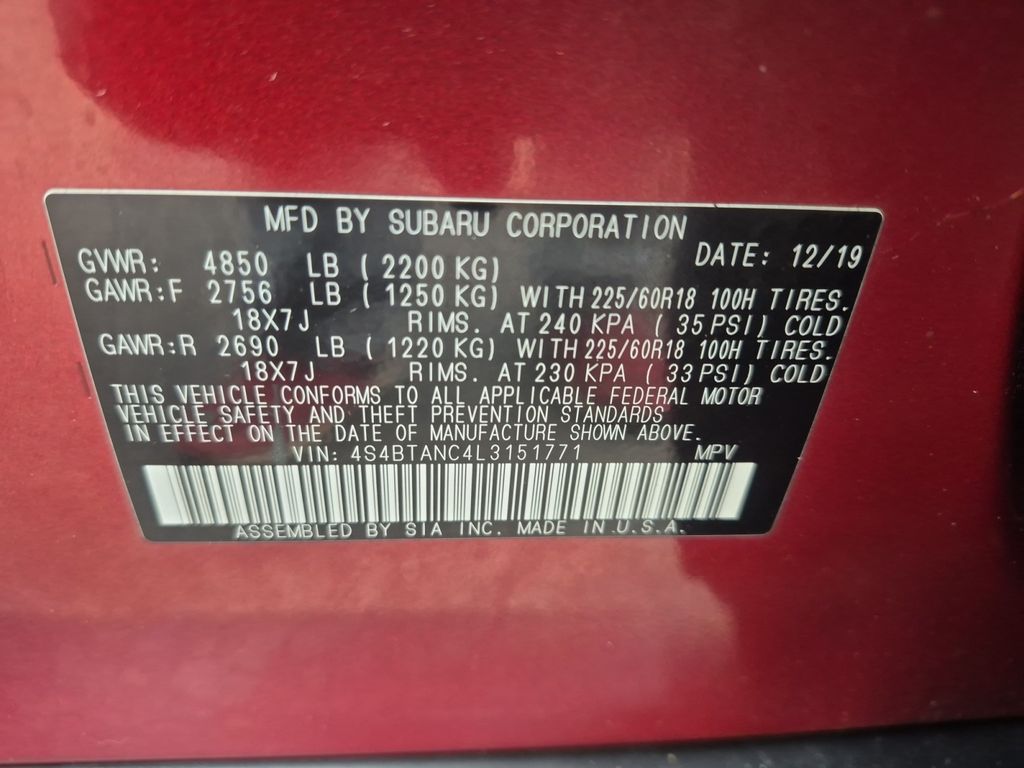 MFD BY SUBARU CORPORATION
DATE: 12/19
GVWR: 4850 LB ( 2200 KG)
GAWR:F 2756 LB ( 1250 KG) WITH 225/60R18 100H TIRES.
18X7J RIMS. AT 240 KPA ( 35 PSI) COLD
GAWR:R 2690 LB ( 1220 KG) WITH 225/60R18 100H TIRES.
18X7J RIMS. AT 230 KPA ( 33 PSI) COLD
THIS VEHICLE CONFORMS TO ALL APPLICABLE FEDERAL MOTOR
VEHICLE SAFETY AND THEFT PREVENTION STANDARDS
IN EFFECT ON THE DATE OF MANUFACTURE SHOWN ABOVE.
VIN: 4S4BTANC4L3151771 MPV
ASSEMBLED BY SIA INC. MADE IN U.S.A.